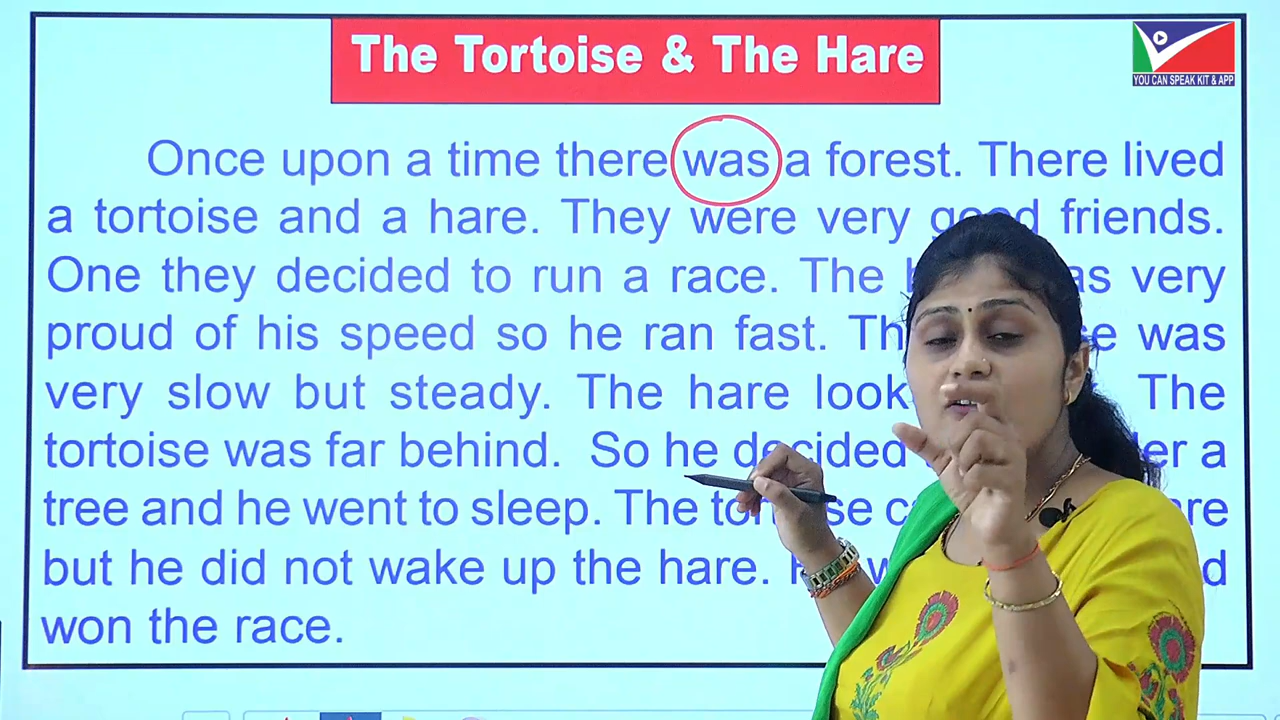 The Tortoise & The Hare
YOU CAN SPEAK KIT & APP
Once upon a time there was a forest. There lived
a tortoise and a hare. They were very good friends.
One they decided to run a race. The was very
proud of his speed so he ran fast. was
very slow but steady. The hare The
tortoise was far behind. So he decided a
tree and he went to sleep. The
but he did not wake up the hare.
won the race.